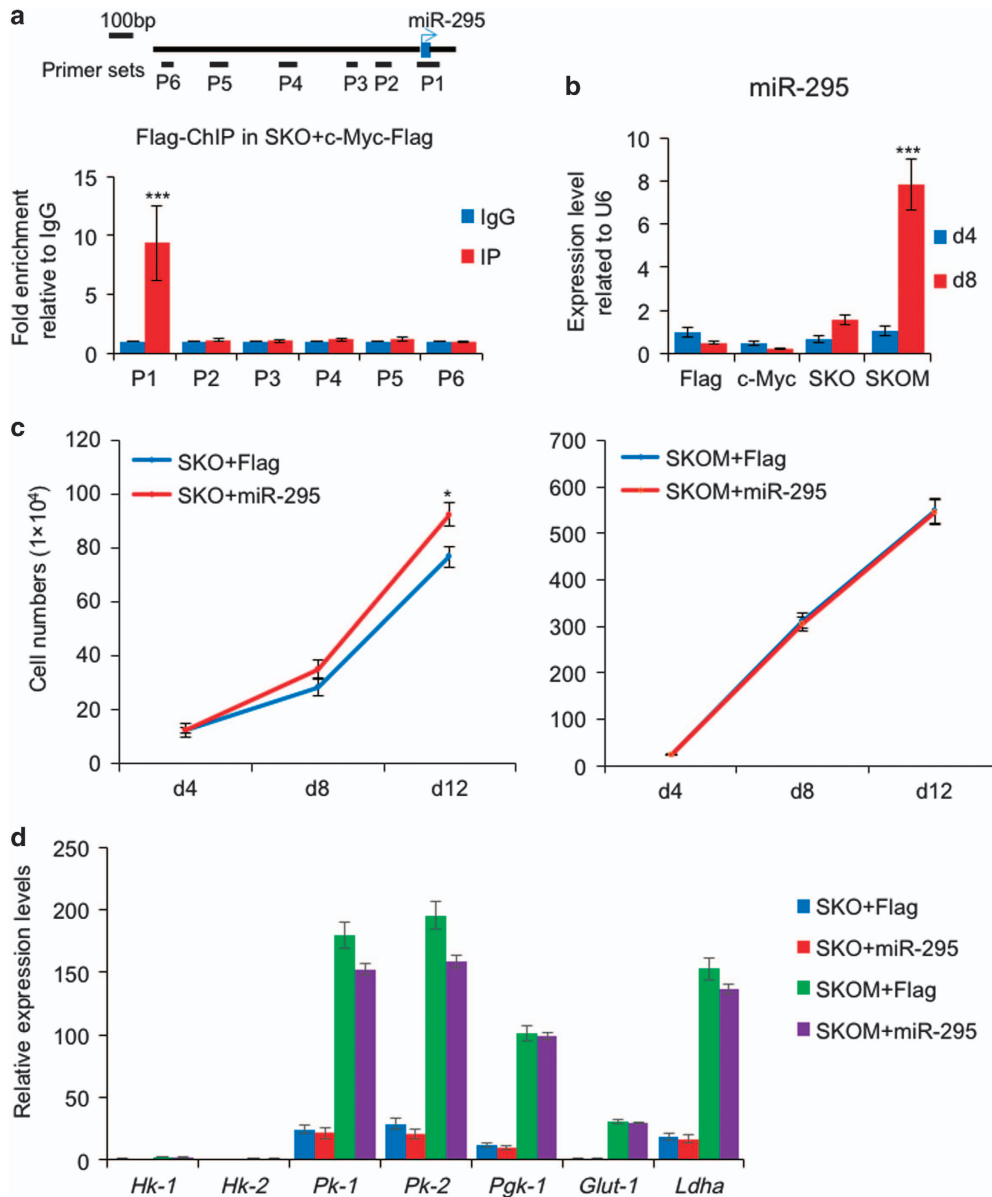 a
100bp
miR-295
Primer sets
P6 P5 P4 P3 P2 P1
Flag-ChIP in SKO+c-Myc-Flag
Fold enrichment
relative to IgG
15
10
5
0
***
IgG
IP
P1 P2 P3 P4 P5 P6
b
miR-295
Expression level
related to U6
10
8
6
4
2
0
***
d4
d8
Flag c-Myc SKO SKOM
c
Cell numbers (1×10⁴)
120
100
80
60
40
20
0
SKO+Flag
SKO+miR-295
*
d4 d8 d12
700
600
500
400
300
200
100
0
SKOM+Flag
SKOM+miR-295
d4 d8 d12
d
Relative expression levels
250
200
150
100
50
0
SKO+Flag
SKO+miR-295
SKOM+Flag
SKOM+miR-295
Hk-1 Hk-2 Pk-1 Pk-2 Pgk-1 Glut-1 Ldha